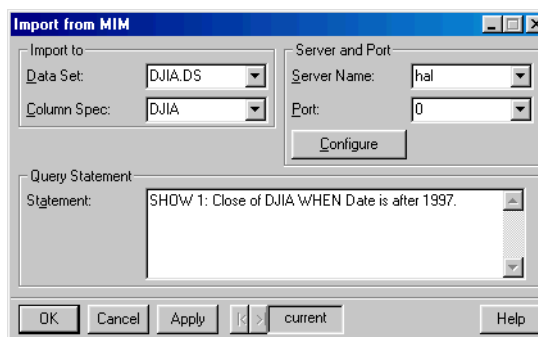 Import from MIM
Import to
Data Set: DJIA.DS
Column Spec: DJIA
Server and Port
Server Name: hal
Port: 0
Configure
Query Statement
Statement: SHOW 1: Close of DJIA WHEN Date is after 1997.
OK Cancel Apply current Help